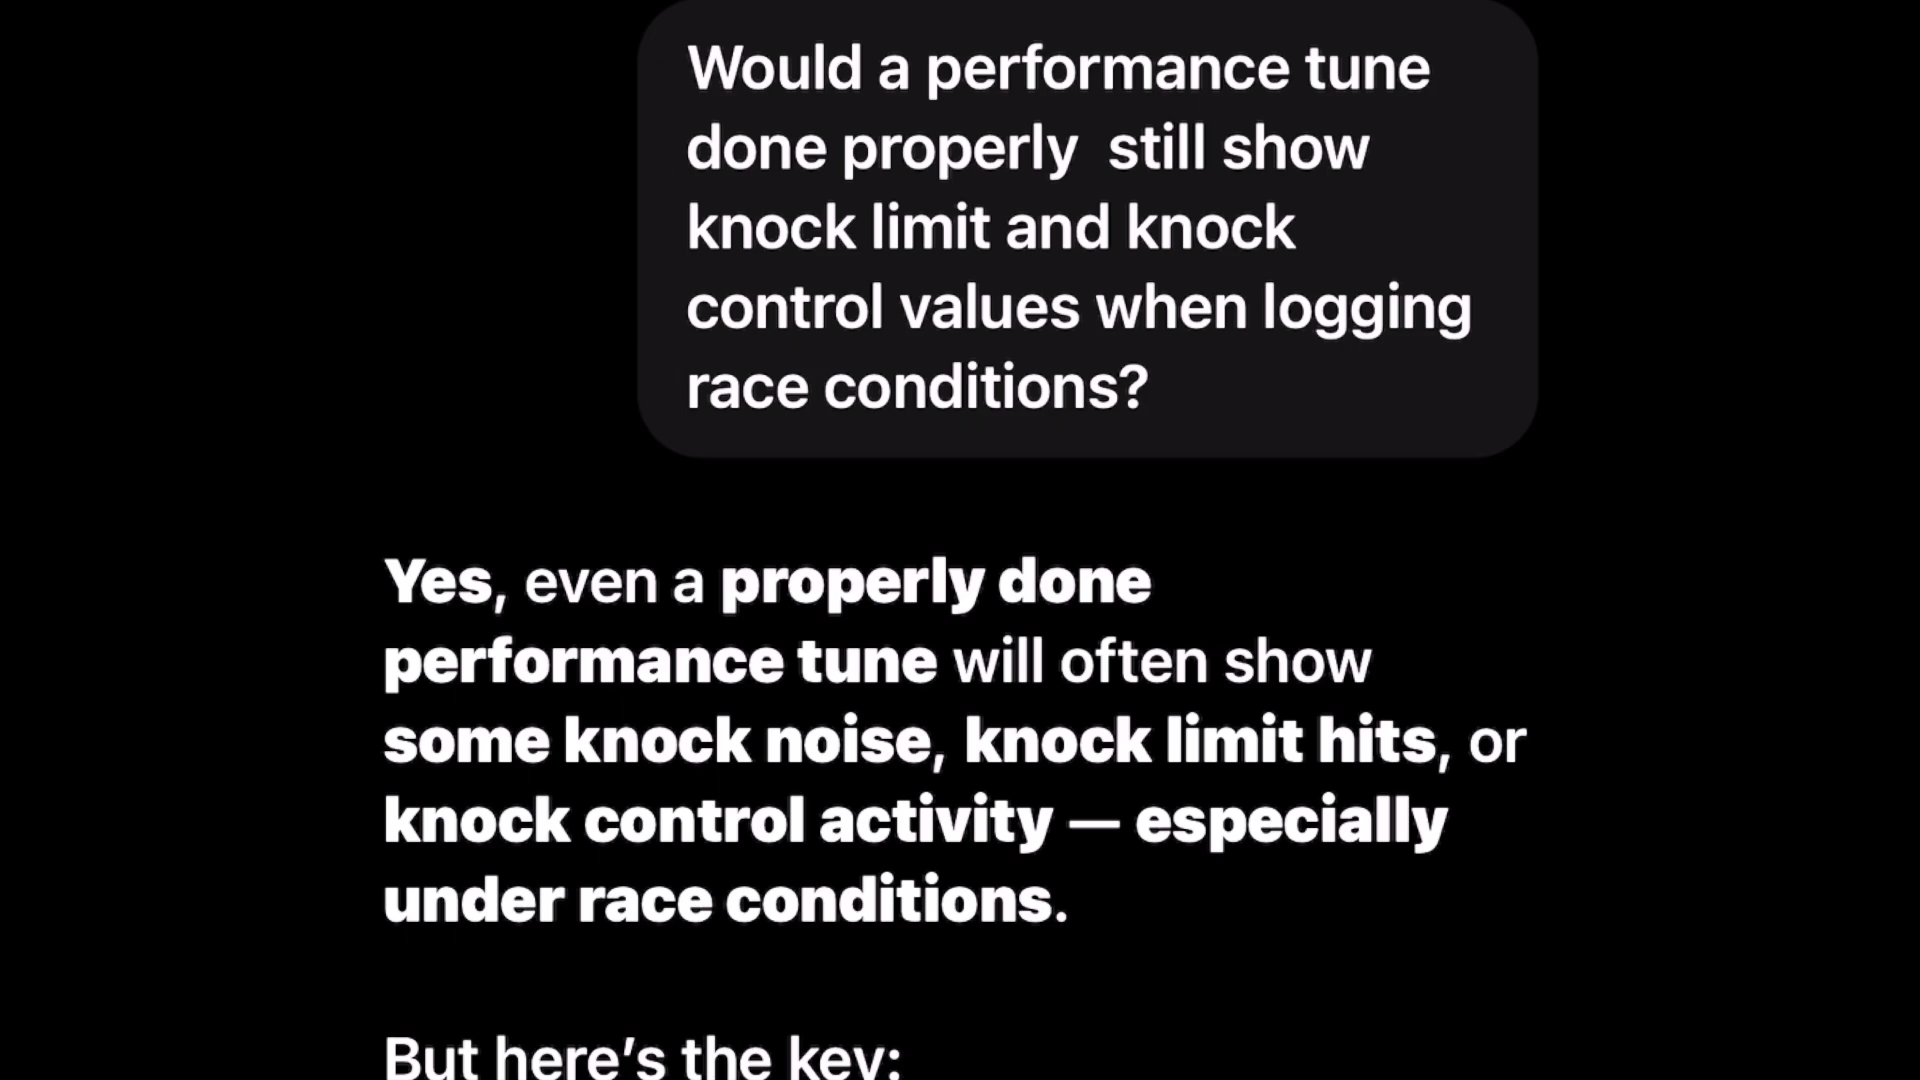 Would a performance tune
done properly  still show
knock limit and knock
control values when logging
race conditions?
Yes, even a properly done
performance tune will often show
some knock noise, knock limit hits, or
knock control activity — especially
under race conditions.
But here’s the key: